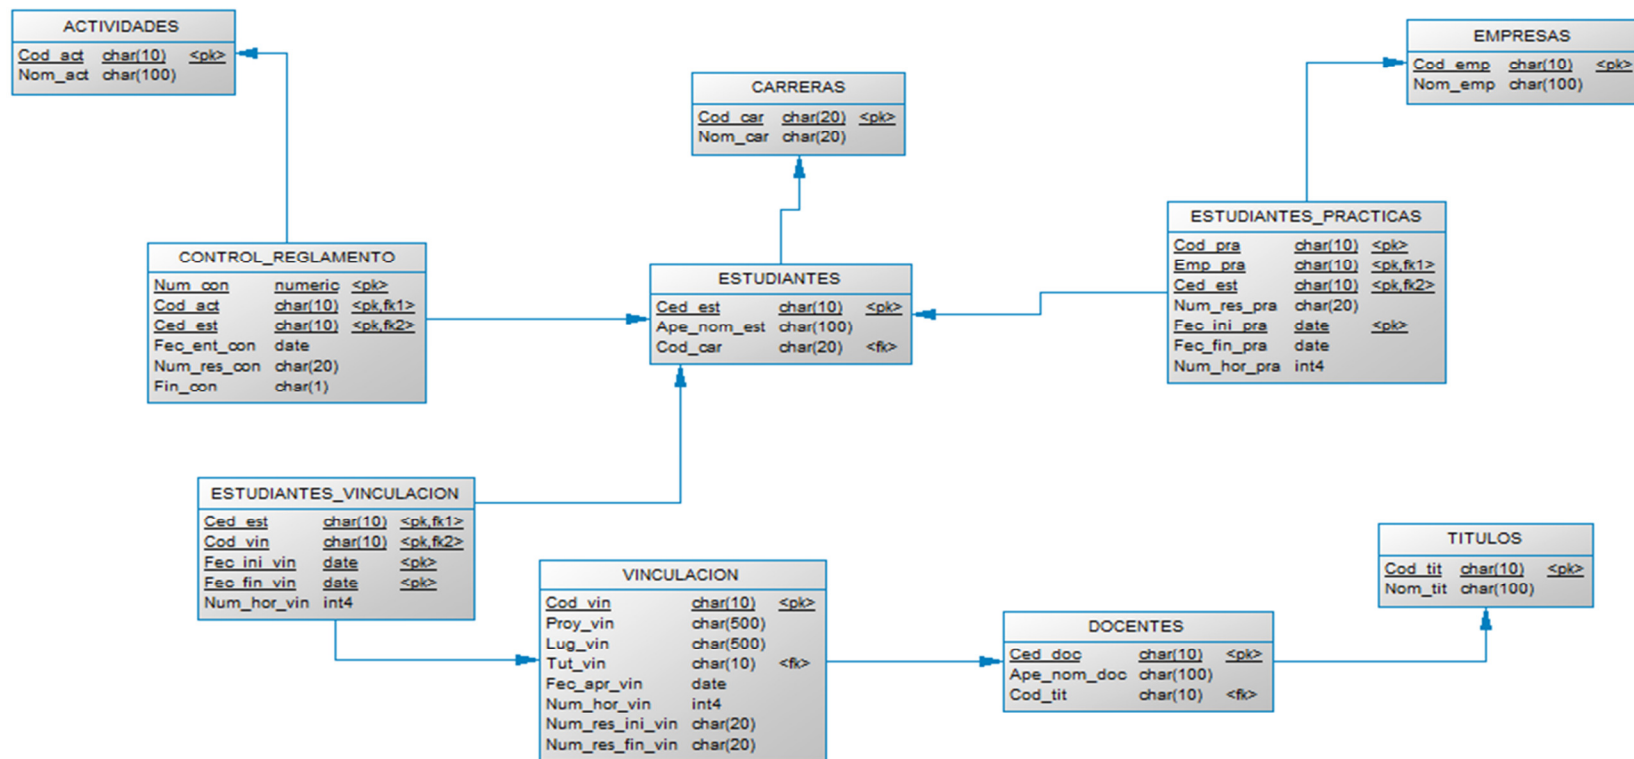 ACTIVIDADES
Cod_act char(10) <pk>
Nom_act char(100)
EMPRESAS
Cod_emp char(10) <pk>
Nom_emp char(100)
CARRERAS
Cod_car char(20) <pk>
Nom_car char(20)
CONTROL_REGLAMENTO
Num_con numeric <pk>
Cod_act char(10) <pk,fk1>
Ced_est char(10) <pk,fk2>
Fec_ent_con date
Num_res_con char(20)
Fin_con char(1)
ESTUDIANTES
Ced_est char(10) <pk>
Ape_nom_est char(100)
Cod_car char(20) <fk>
ESTUDIANTES_PRACTICAS
Cod_pra char(10) <pk>
Emp_pra char(10) <pk,fk1>
Ced_est char(10) <pk,fk2>
Num_res_pra char(20)
Fec_ini_pra date <pk>
Fec_fin_pra date
Num_hor_pra int4
ESTUDIANTES_VINCULACION
Ced_est char(10) <pk,fk1>
Cod_vin char(10) <pk,fk2>
Fec_ini_vin date <pk>
Fec_fin_vin date <pk>
Num_hor_vin int4
VINCULACION
Cod_vin char(10) <pk>
Proy_vin char(500)
Lug_vin char(500)
Tut_vin char(10) <fk>
Fec_apr_vin date
Num_hor_vin int4
Num_res_ini_vin char(20)
Num_res_fin_vin char(20)
DOCENTES
Ced_doc char(10) <pk>
Ape_nom_doc char(100)
Cod_tit char(10) <fk>
TITULOS
Cod_tit char(10) <pk>
Nom_tit char(100)